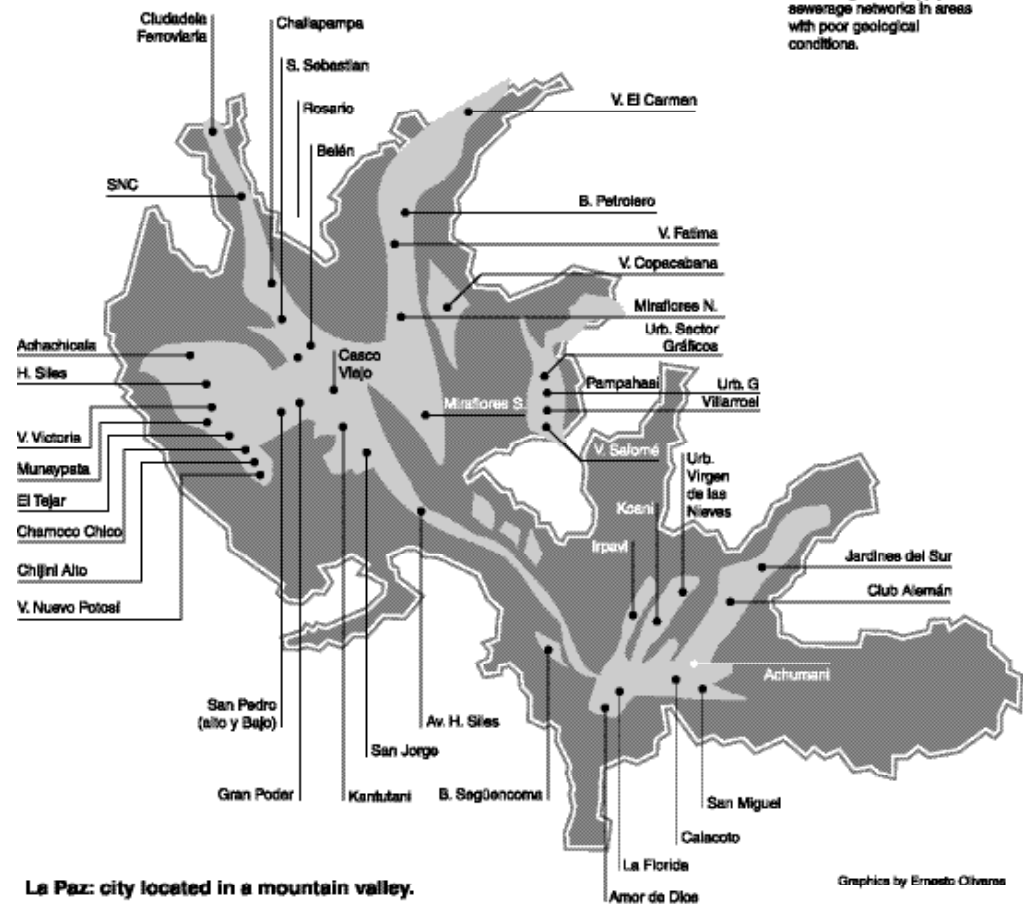 sewerage networks in areas
with poor geological
conditions.
Ciudadela
Ferroviaria
Challapampa
S. Sebastian
Rosario
Belén
SNC
V. El Carmen
B. Petrolero
V. Fatima
V. Copacabana
Miraflores N.
Urb. Sector
Gráficos
Achachicala
H. Siles
Casco
Viejo
Pampahasi
Urb. G
Villarroel
Miraflores S.
V. Victoria
V. Salomé
Munaypata
Urb.
Virgen
de las
Nieves
El Tejar
Koani
Chamoco Chico
Irpavi
Chijini Alto
Jardines del Sur
Club Alemán
V. Nuevo Potosí
Achumani
San Pedro
(alto y Bajo)
Av. H. Siles
San Jorge
Gran Poder
Kantutani
B. Següencoma
San Miguel
Calacoto
La Florida
Amor de Dios
La Paz: city located in a mountain valley.
Graphics by Ernesto Olivares